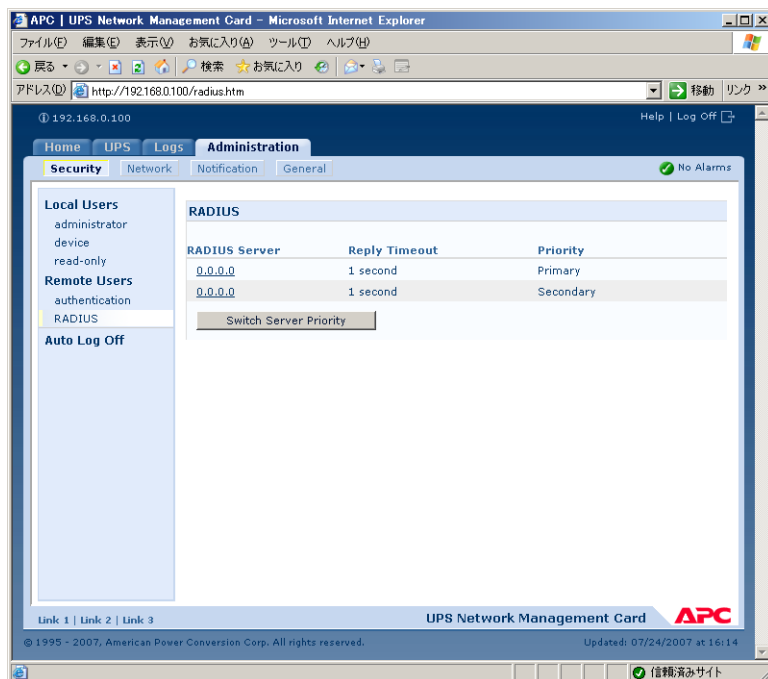 APC | UPS Network Management Card - Microsoft Internet Explorer
ファイル(F) 編集(E) 表示(V) お気に入り(A) ツール(T) ヘルプ(H)
戻る 検索 お気に入り
アドレス(D) http://192.168.0.100/radius.htm 移動 リンク »
192.168.0.100 Help | Log Off
Home UPS Logs Administration
Security Network Notification General No Alarms
Local Users
administrator
device
read-only
Remote Users
authentication
RADIUS
Auto Log Off
RADIUS
RADIUS Server Reply Timeout Priority
0.0.0.0 1 second Primary
0.0.0.0 1 second Secondary
Switch Server Priority
Link 1 | Link 2 | Link 3 UPS Network Management Card APC
© 1995 - 2007, American Power Conversion Corp. All rights reserved. Updated: 07/24/2007 at 16:14
信頼済みサイト